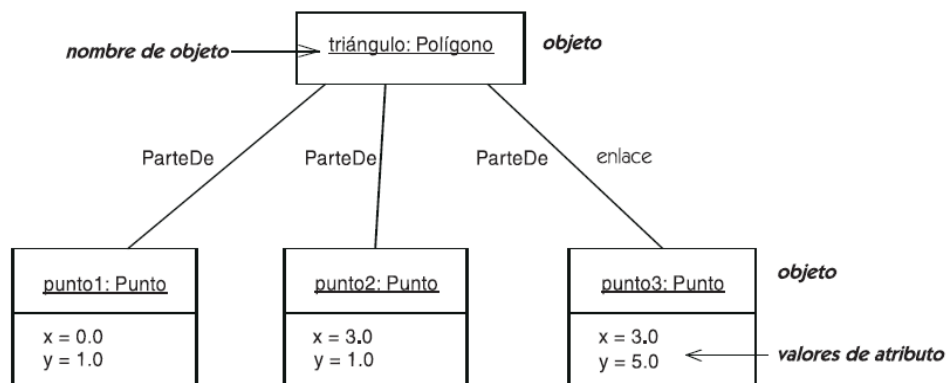 nombre de objeto
triángulo: Polígono
objeto
ParteDe
ParteDe
ParteDe
enlace
punto1: Punto
punto2: Punto
punto3: Punto
objeto
x = 0.0
y = 1.0
x = 3.0
y = 1.0
x = 3.0
y = 5.0
valores de atributo